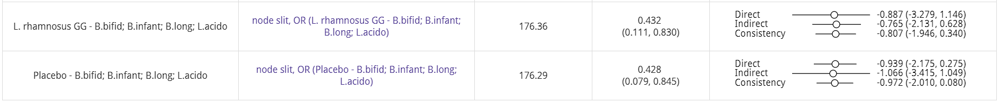 L. rhamnosus GG - B.bifid; B.infant; B.long; L.acido
node slit, OR (L. rhamnosus GG - B.bifid; B.infant;
B.long; L.acido)
176.36
0.432
(0.111, 0.830)
Direct -0.887 (-3.279, 1.146)
Indirect -0.765 (-2.131, 0.628)
Consistency -0.807 (-1.946, 0.340)
Placebo - B.bifid; B.infant; B.long; L.acido
node slit, OR (Placebo - B.bifid; B.infant; B.long;
L.acido)
176.29
0.428
(0.079, 0.845)
Direct -0.939 (-2.175, 0.275)
Indirect -1.066 (-3.415, 1.049)
Consistency -0.972 (-2.010, 0.080)